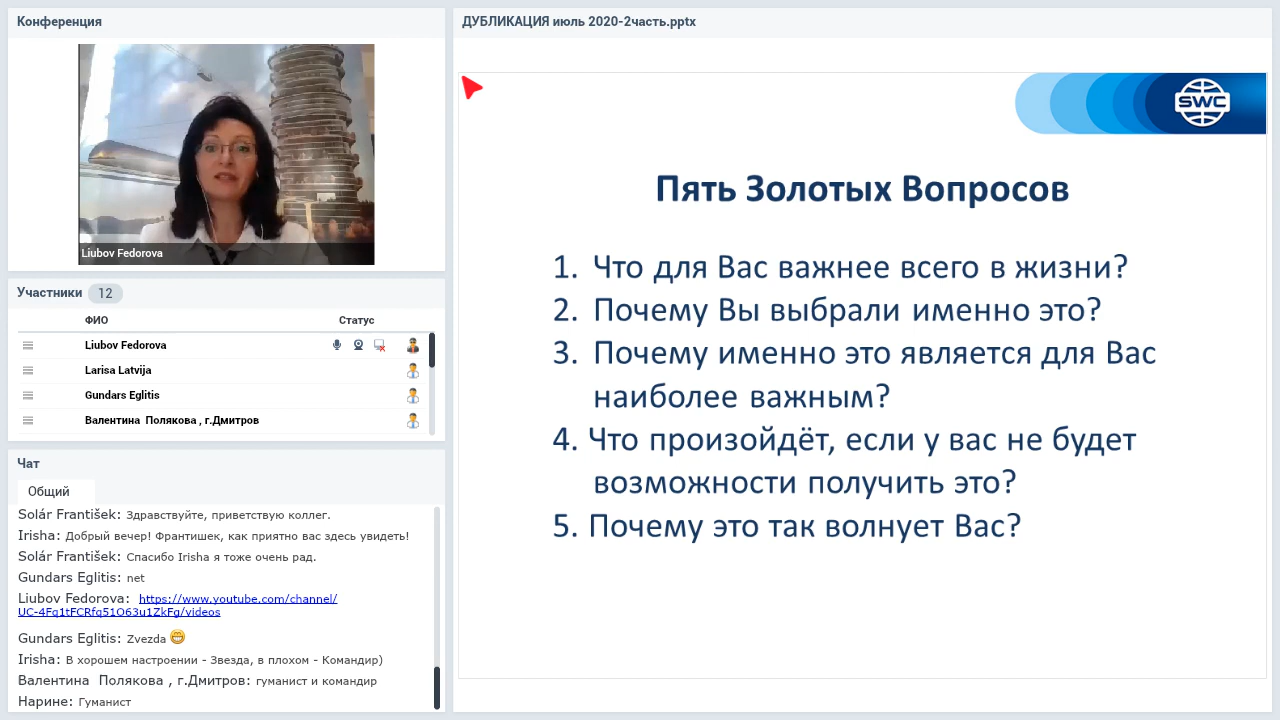 Конференция
Liubov Fedorova
Участники 12
ФИО Статус
Liubov Fedorova
Larisa Latvija
Gundars Eglitis
Валентина Полякова , г.Дмитров
Чат
Общий
Solár František: Здравствуйте, приветствую коллег.
Irisha: Добрый вечер! Франтишек, как приятно вас здесь увидеть!
Solár František: Спасибо Irisha я тоже очень рад.
Gundars Eglitis: net
Liubov Fedorova: https://www.youtube.com/channel/
UC-4Fq1tFCRfq51O63u1ZkFg/videos
Gundars Eglitis: Zvezda 😁
Irisha: В хорошем настроении - Звезда, в плохом - Командир)
Валентина Полякова , г.Дмитров: гуманист и командир
Нарине: Гуманист
ДУБЛИКАЦИЯ июль 2020-2часть.pptx
SWC
Пять Золотых Вопросов
1. Что для Вас важнее всего в жизни?
2. Почему Вы выбрали именно это?
3. Почему именно это является для Вас
наиболее важным?
4. Что произойдёт, если у вас не будет
возможности получить это?
5. Почему это так волнует Вас?